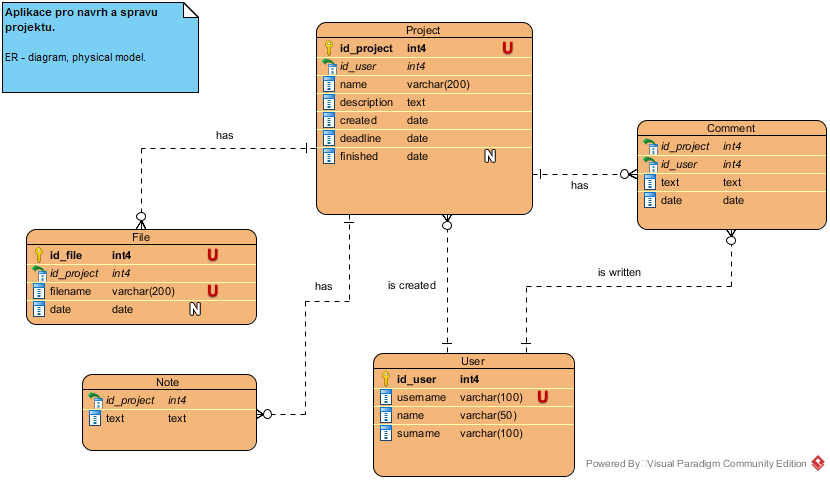 Aplikace pro navrh a spravu
projektu.
ER - diagram, physical model.
Project
id_project int4 U
id_user int4
name varchar(200)
description text
created date
deadline date
finished date N
has
Comment
id_project int4
id_user int4
text text
date date
has
File
id_file int4 U
id_project int4
filename varchar(200) U
date date N
is written
has
is created
User
id_user int4
username varchar(100) U
name varchar(50)
surname varchar(100)
Note
id_project int4
text text
Powered By Visual Paradigm Community Edition